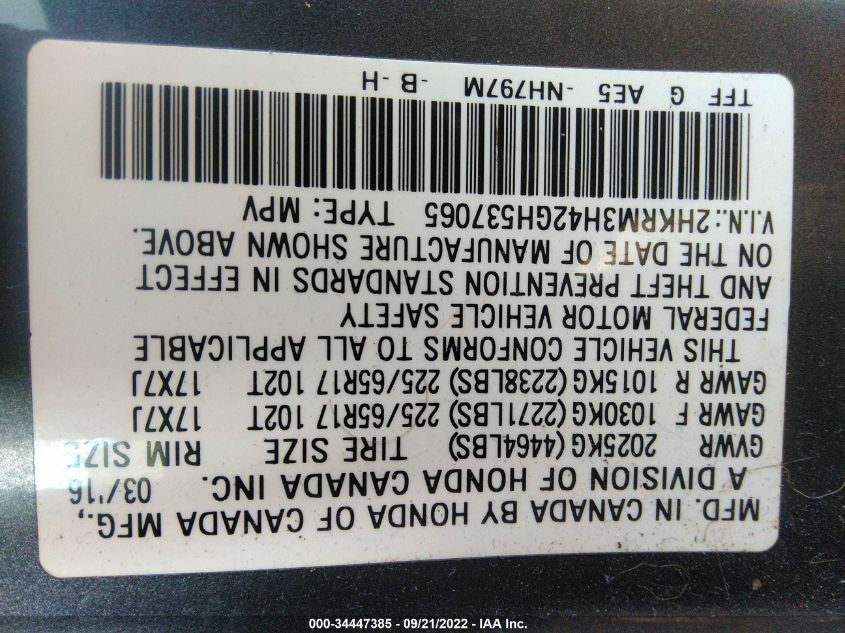 MFD. IN CANADA BY HONDA OF CANADA MFG.,
A DIVISION OF HONDA CANADA INC. 03/'16
GVWR 2025KG(4464LBS) TIRE SIZE RIM SIZE
GAWR F 1030KG(2271LBS) 225/65R17 102T 17X7J
GAWR R 1015KG(2238LBS) 225/65R17 102T 17X7J
THIS VEHICLE CONFORMS TO ALL APPLICABLE
FEDERAL MOTOR VEHICLE SAFETY
AND THEFT PREVENTION STANDARDS IN EFFECT
ON THE DATE OF MANUFACTURE SHOWN ABOVE.
V.I.N.:2HKRM3H42GH537065 TYPE: MPV
TFF G AE5 -NH797M -B-H
000-34447385 - 09/21/2022 - IAA Inc.